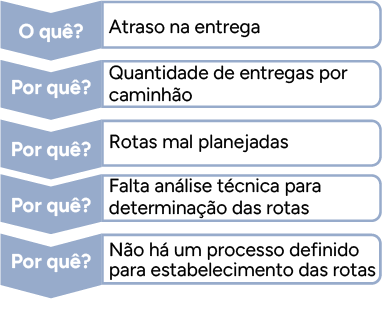 O quê?
Atraso na entrega
Por quê?
Quantidade de entregas por
caminhão
Por quê?
Rotas mal planejadas
Por quê?
Falta análise técnica para
determinação das rotas
Por quê?
Não há um processo definido
para estabelecimento das rotas